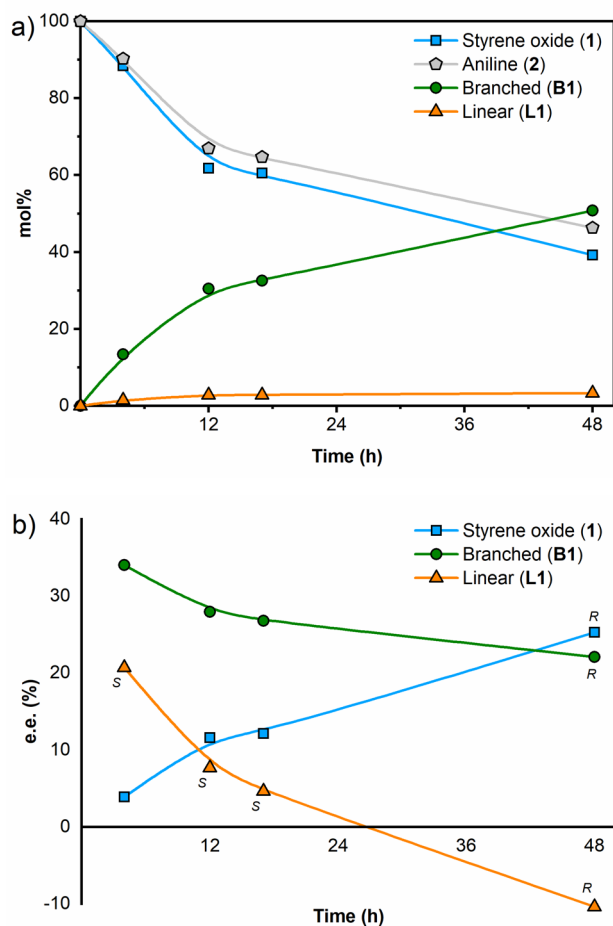 a)
100
80
60
40
20
0
mol%
Styrene oxide (1)
Aniline (2)
Branched (B1)
Linear (L1)
0 12 24 36 48
Time (h)
b)
40
30
20
10
0
-10
e.e. (%)
Styrene oxide (1)
Branched (B1)
Linear (L1)
R
R
S
S
S
R
12 24 36 48
Time (h)